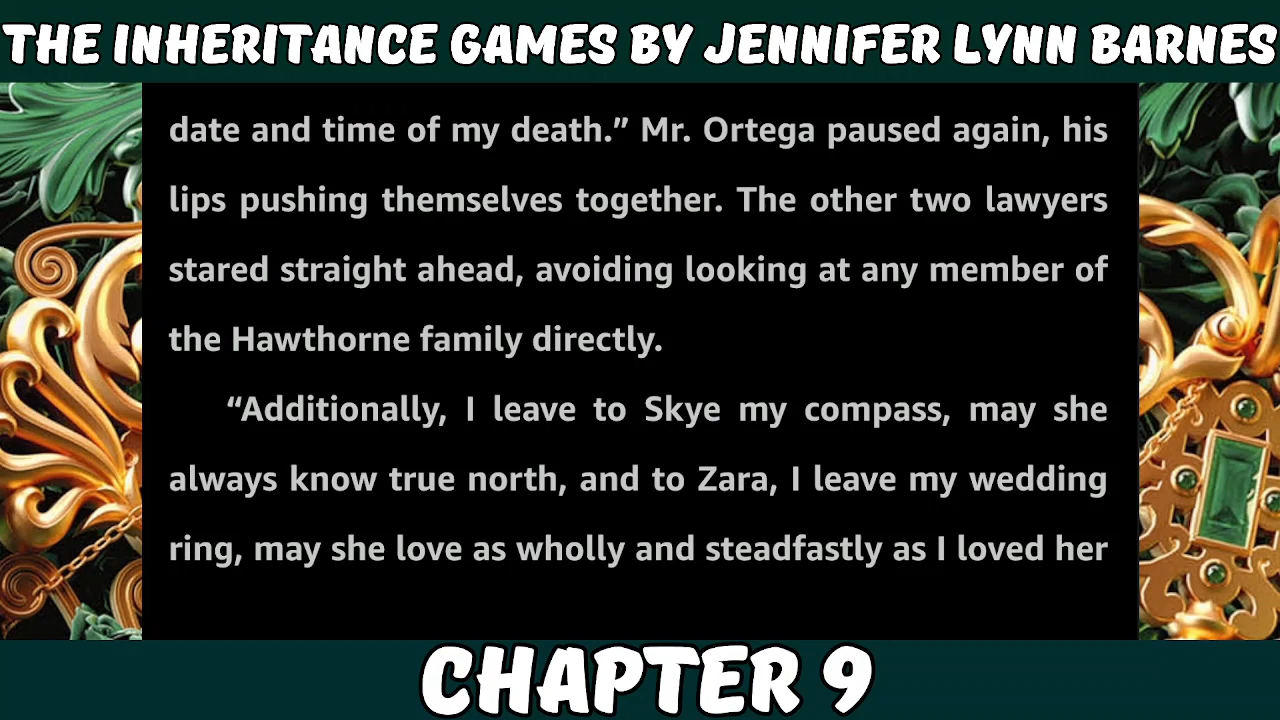 THE INHERITANCE GAMES BY JENNIFER LYNN BARNES
date and time of my death.” Mr. Ortega paused again, his
lips pushing themselves together. The other two lawyers
stared straight ahead, avoiding looking at any member of
the Hawthorne family directly.
“Additionally, I leave to Skye my compass, may she
always know true north, and to Zara, I leave my wedding
ring, may she love as wholly and steadfastly as I loved her
CHAPTER 9